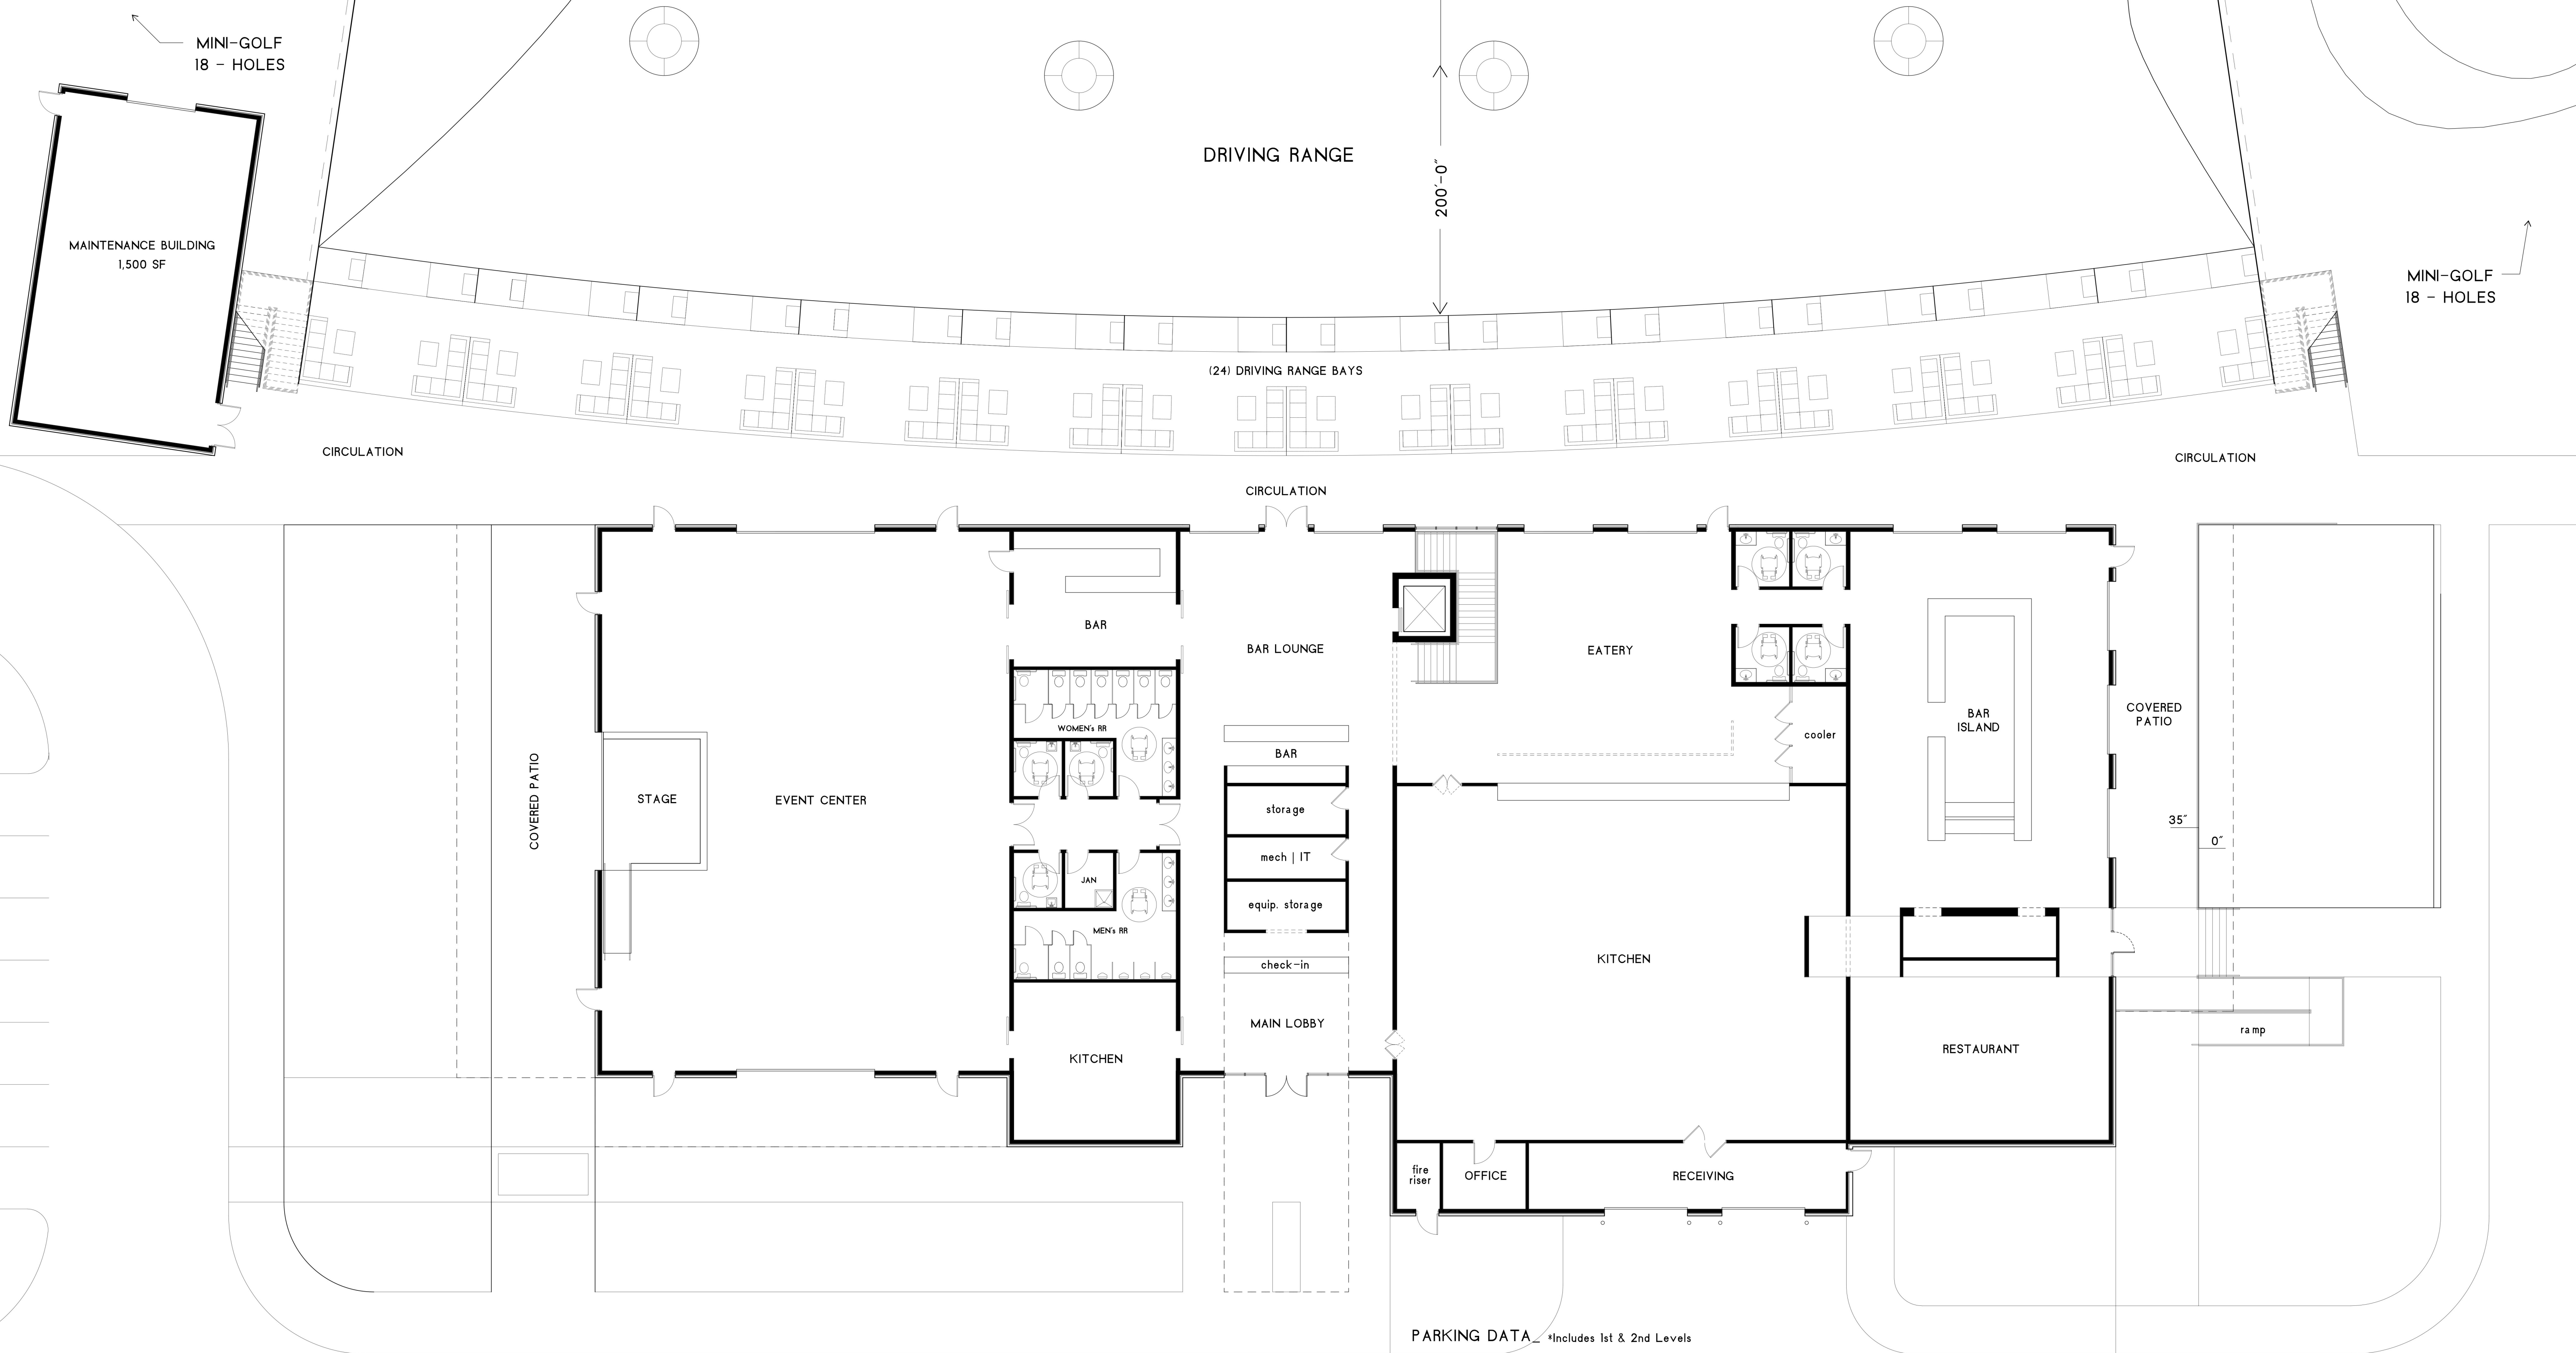 MINI-GOLF
18 - HOLES
DRIVING RANGE
200'-0"
MAINTENANCE BUILDING
1,500 SF
MINI-GOLF
18 - HOLES
(24) DRIVING RANGE BAYS
CIRCULATION
CIRCULATION
CIRCULATION
BAR
BAR LOUNGE
EATERY
WOMEN's RR
BAR
cooler
BAR
ISLAND
COVERED
PATIO
COVERED PATIO
STAGE
EVENT CENTER
storage
35"
0"
mech | IT
JAN
equip. storage
MEN's RR
check-in
KITCHEN
MAIN LOBBY
ramp
KITCHEN
RESTAURANT
fire
riser
OFFICE
RECEIVING
PARKING DATA_ *Includes 1st & 2nd Levels